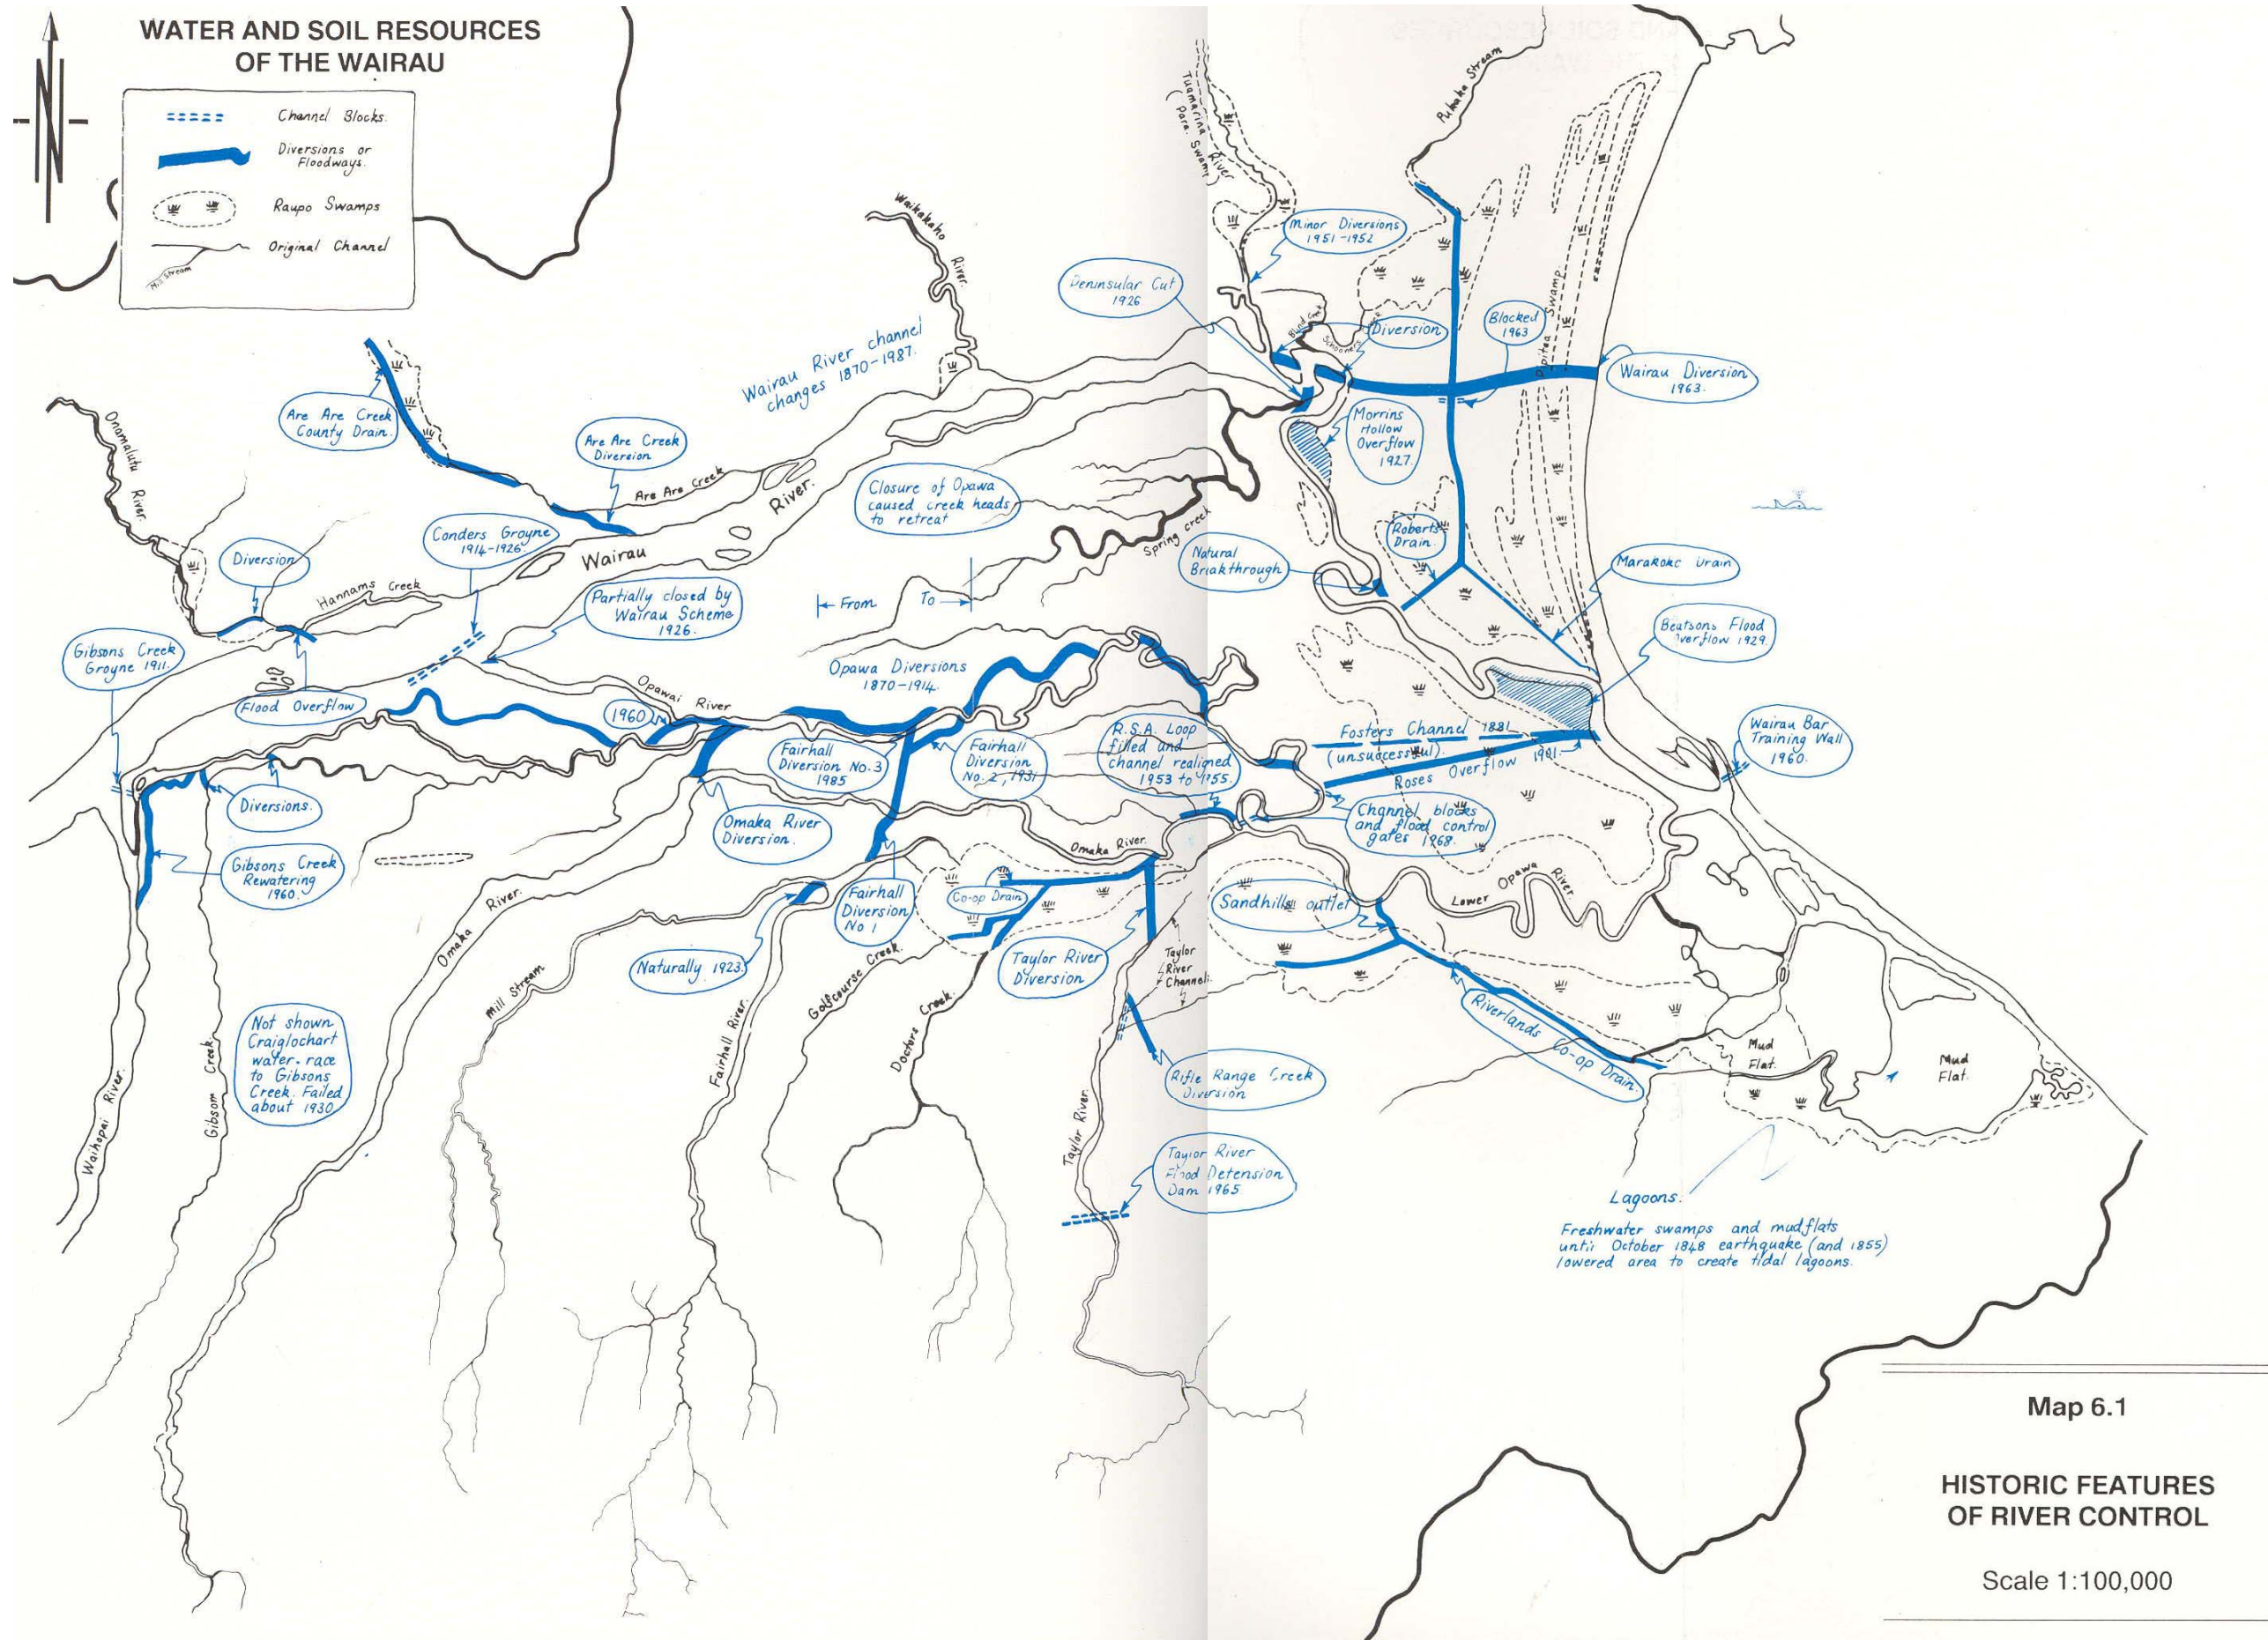 WATER AND SOIL RESOURCES
OF THE WAIRAU
Channel Blocks.
Diversions or
Floodways.
Raupo Swamps
Original Channel
Mill Stream
Tuamarina River
(Para. Swamp)
Pukaka Stream
Waikakaho
River.
Minor Diversions
1951-1952
Peninsular Cut
1926
Diversion
Blocked
1963
Pipitea Swamp.
Wairau Diversion
1963.
Wairau River channel
changes 1870-1987.
Are Are Creek
County Drain.
Are Are Creek
Diversion
Are Are Creek
Morrins
Hollow
Overflow
1927.
Onamalutu
River.
Closure of Opawa
caused creek heads
to retreat
River.
Wairau
Conders Groyne
1914-1926.
Spring Creek
Roberts
Drain.
Natural
Breakthrough
Marakoko Drain
Diversion
Hannams Creek
Partially closed by
Wairau Scheme
1926.
From
To
Beatsons Flood
Overflow 1929.
Gibsons Creek
Groyne 1911.
Flood Overflow
Opawa Diversions
1870-1914.
Opawai River
1960
Fairhall
Diversion No.3
1985
Fairhall
Diversion
No. 2, 1931
R.S.A. Loop
filled and
channel realigned
1953 to 1955.
Fosters Channel 1881
(unsuccessful).
Roses Overflow 1901
Wairau Bar
Training Wall
1960.
Diversions.
Omaka River
Diversion.
Channel blocks
and flood control
gates 1968.
Gibsons Creek
Rewatering
1960.
Omaka River.
Fairhall
Diversion
No 1
Co-op Drain
Sandhills outlet
Lower Opawa River.
Omaka River.
Naturally 1923.
Golfcourse Creek.
Taylor River
Diversion
Taylor
River
Channel.
Mill Stream
Riverlands Co-op Drain.
Not shown
Craiglochart
water-race
to Gibsons
Creek. Failed
about 1930
Fairhall River.
Doctors Creek.
Rifle Range Creek
Diversion
Mud
Flat.
Mud
Flat.
Waihopai River.
Gibsom Creek.
Taylor River.
Taylor River
Flood Detension
Dam 1965
Lagoons.
Freshwater swamps and mudflats
until October 1848 earthquake (and 1855)
lowered area to create tidal lagoons.
Map 6.1
HISTORIC FEATURES
OF RIVER CONTROL
Scale 1:100,000